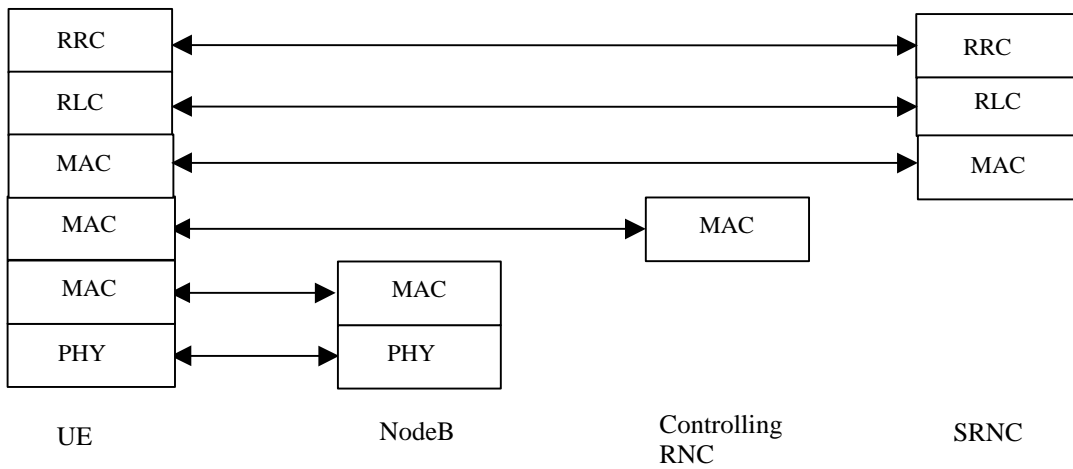 RRC
RRC
RLC
RLC
MAC
MAC
MAC
MAC
MAC
MAC
PHY
PHY
UE
NodeB
Controlling
RNC
SRNC